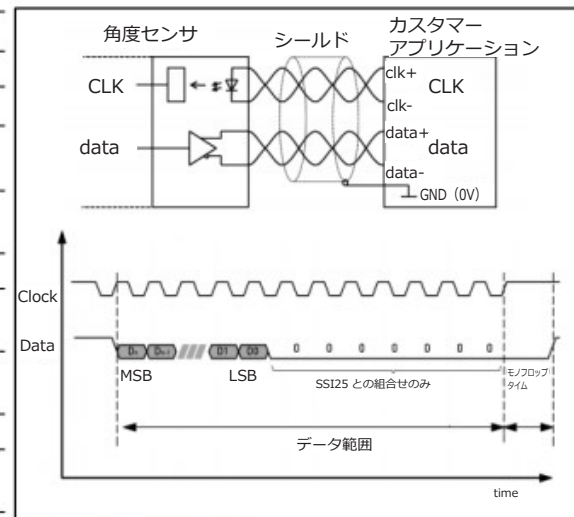 角度センサ シールド カスタマー
アプリケーション
CLK clk+ CLK
clk-
data data+ data
data-
GND (0V)
Clock
Data
Dn D1 D0 0 0 0 0 0 0 0
MSB LSB SSI25 との組合せのみ モノフロップ
タイム
データ範囲
time